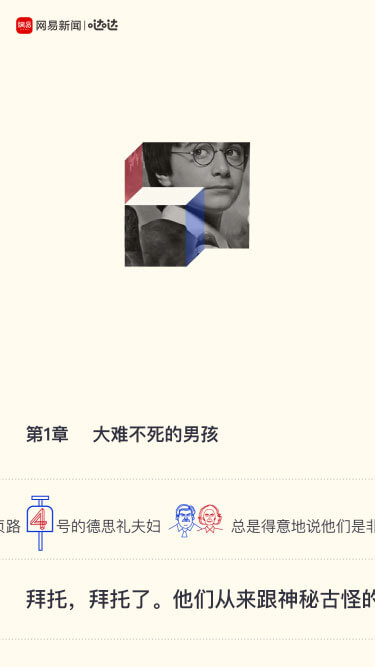 网易 网易新闻 | 哒哒
第1章 大难不死的男孩
路 4 号的德思礼夫妇 总是得意地说他们是非
拜托，拜托了。他们从来跟神秘古怪的